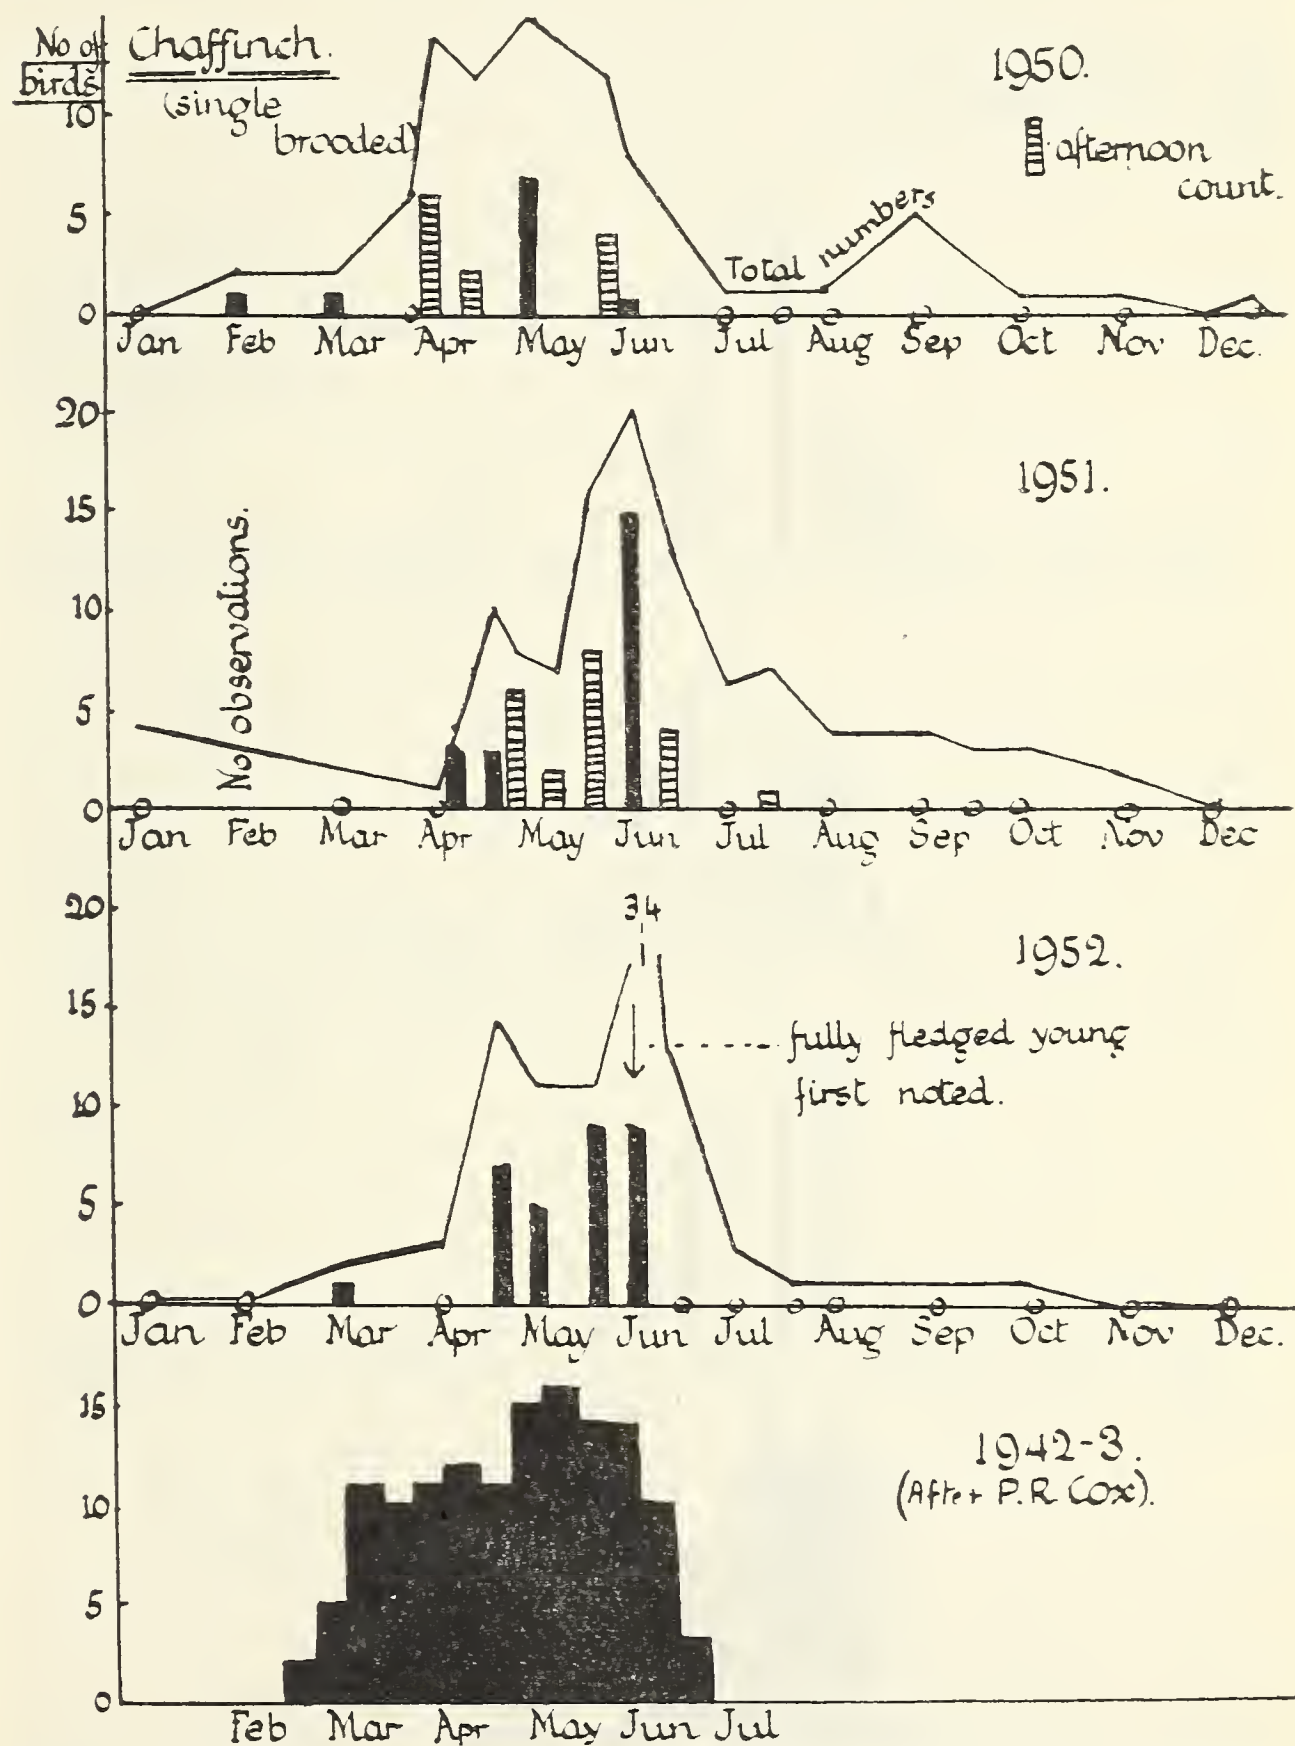 No of
birds
Chaffinch.
(single
brooded)
1950.
afternoon
count.
10
5
0
Total numbers
Jan Feb Mar Apr May Jun Jul Aug Sep Oct Nov Dec.
20
15
10
5
0
1951.
No observations.
Jan Feb Mar Apr May Jun Jul Aug Sep Oct Nov Dec
20
15
10
5
0
34
1952.
fully fledged young
first noted.
Jan Feb Mar Apr May Jun Jul Aug Sep Oct Nov Dec.
15
10
5
0
1942-3.
(After P.R Cox).
Feb Mar Apr May Jun Jul